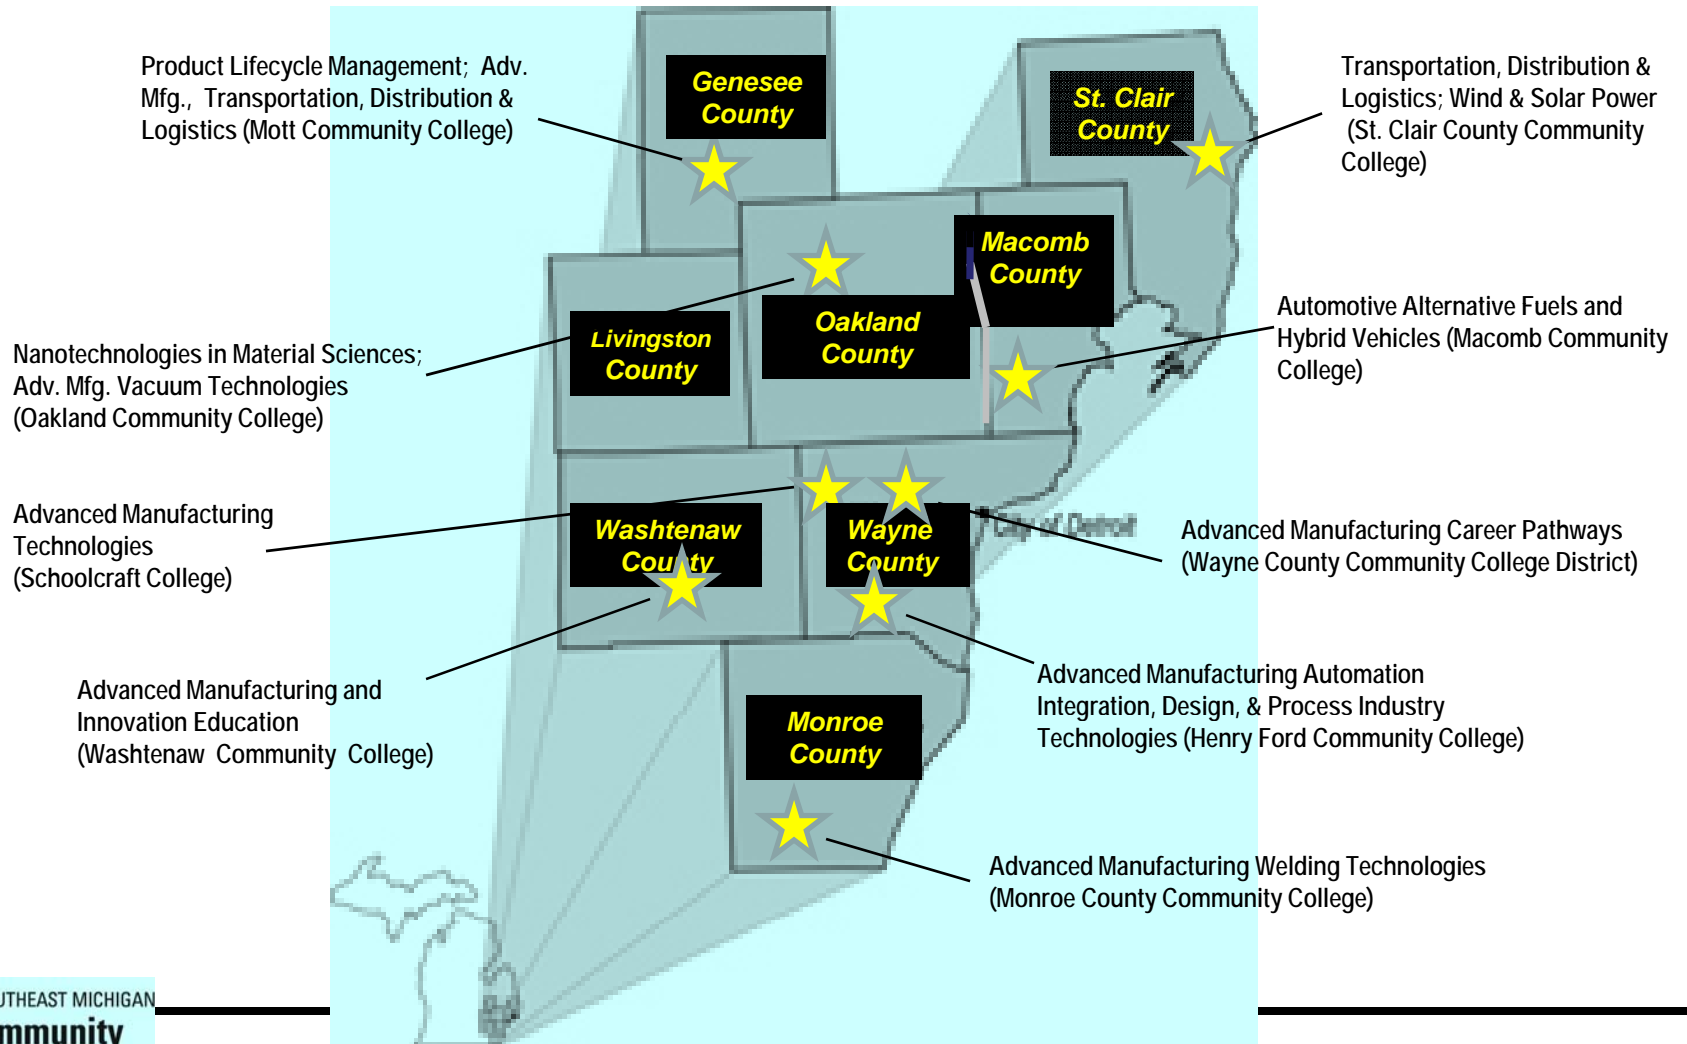 Product Lifecycle Management; Adv.
Mfg., Transportation, Distribution &
Logistics (Mott Community College)
Genesee
County
St. Clair
County
Transportation, Distribution &
Logistics; Wind & Solar Power
(St. Clair County Community
College)
Macomb
County
Oakland
County
Livingston
County
Automotive Alternative Fuels and
Hybrid Vehicles (Macomb Community
College)
Nanotechnologies in Material Sciences;
Adv. Mfg. Vacuum Technologies
(Oakland Community College)
Advanced Manufacturing
Technologies
(Schoolcraft College)
Washtenaw
County
Wayne
County
City of Detroit
Advanced Manufacturing Career Pathways
(Wayne County Community College District)
Advanced Manufacturing and
Innovation Education
(Washtenaw Community College)
Advanced Manufacturing Automation
Integration, Design, & Process Industry
Technologies (Henry Ford Community College)
Monroe
County
Advanced Manufacturing Welding Technologies
(Monroe County Community College)
UTHEAST MICHIGAN
mmunity